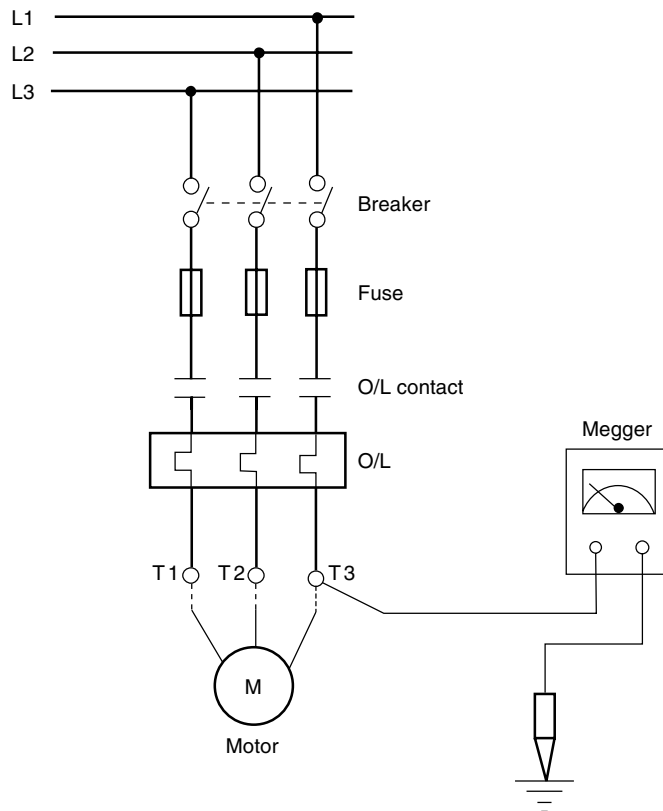 L1
L2
L3
Breaker
Fuse
O/L contact
O/L
Megger
T1
T2
T3
M
Motor